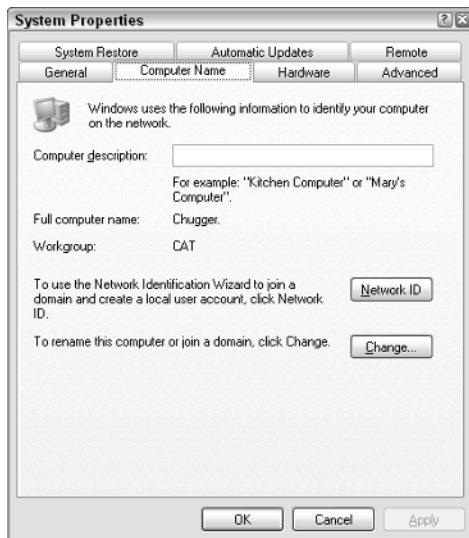 System Properties
System Restore Automatic Updates Remote
General Computer Name Hardware Advanced
Windows uses the following information to identify your computer
on the network.
Computer description:
For example: "Kitchen Computer" or "Mary's
Computer".
Full computer name: Chugger.
Workgroup: CAT
To use the Network Identification Wizard to join a
domain and create a local user account, click Network
ID.
Network ID
To rename this computer or join a domain, click Change.
Change...
OK Cancel Apply